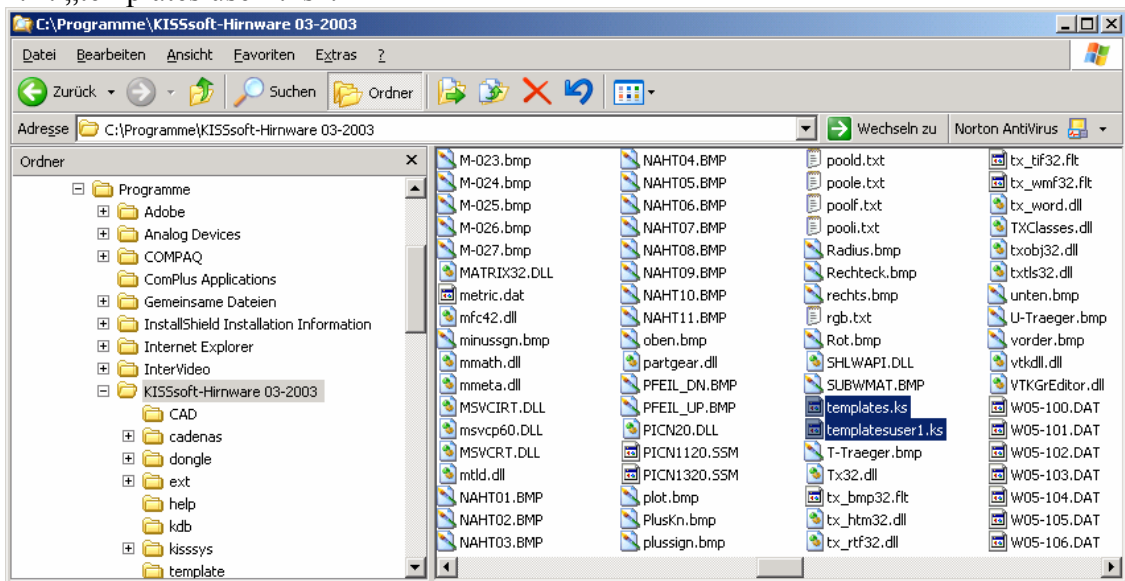 C:\Programme\KISSsoft-Hirnware 03-2003
Datei Bearbeiten Ansicht Favoriten Extras ?
Zurück Suchen Ordner
Adresse C:\Programme\KISSsoft-Hirnware 03-2003 Wechseln zu Norton AntiVirus
Ordner
Programme
Adobe
Analog Devices
COMPAQ
ComPlus Applications
Gemeinsame Dateien
InstallShield Installation Information
Internet Explorer
InterVideo
KISSsoft-Hirnware 03-2003
CAD
cadenas
dongle
ext
help
kdb
kisssys
template
M-023.bmp
M-024.bmp
M-025.bmp
M-026.bmp
M-027.bmp
MATRIX32.DLL
metric.dat
mfc42.dll
minussgn.bmp
mmath.dll
mmeta.dll
MSVCIRT.DLL
msvcp60.DLL
MSVCRT.DLL
mtld.dll
NAHT01.BMP
NAHT02.BMP
NAHT03.BMP
NAHT04.BMP
NAHT05.BMP
NAHT06.BMP
NAHT07.BMP
NAHT08.BMP
NAHT09.BMP
NAHT10.BMP
NAHT11.BMP
oben.bmp
partgear.dll
PFEIL_DN.BMP
PFEIL_UP.BMP
PICN20.DLL
PICN1120.SSM
PICN1320.SSM
plot.bmp
PlusKn.bmp
plussign.bmp
poold.txt
poole.txt
poolf.txt
pooli.txt
Radius.bmp
Rechteck.bmp
rechts.bmp
rgb.txt
Rot.bmp
SHLWAPI.DLL
SUBWMAT.BMP
templates.ks
templatesuser1.ks
T-Traeger.bmp
Tx32.dll
tx_bmp32.flt
tx_htm32.dll
tx_rtf32.dll
tx_tif32.flt
tx_wmf32.flt
tx_word.dll
TXClasses.dll
txobj32.dll
txtls32.dll
unten.bmp
U-Traeger.bmp
vorder.bmp
vtkdll.dll
VTKGrEditor.dll
W05-100.DAT
W05-101.DAT
W05-102.DAT
W05-103.DAT
W05-104.DAT
W05-105.DAT
W05-106.DAT